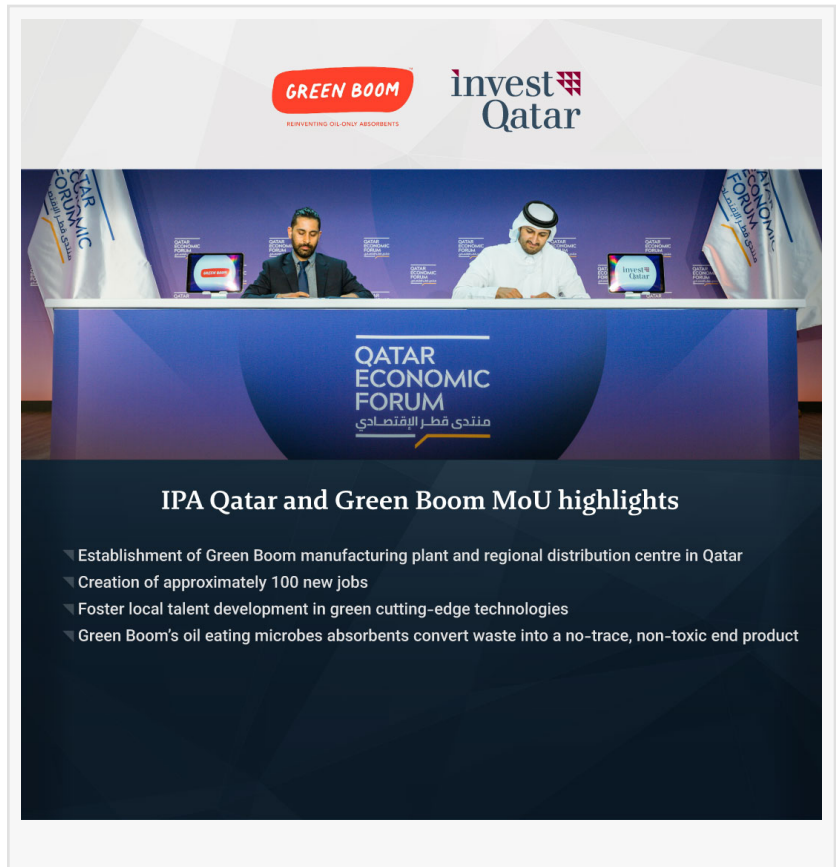 GREEN BOOM
REINVENTING OIL-ONLY ABSORBENTS
invest
Qatar
QATAR
ECONOMIC
FORUM
منتدى قطر الإقتصادي
IPA Qatar and Green Boom MoU highlights
Establishment of Green Boom manufacturing plant and regional distribution centre in Qatar
Creation of approximately 100 new jobs
Foster local talent development in green cutting-edge technologies
Green Boom's oil eating microbes absorbents convert waste into a no-trace, non-toxic end product